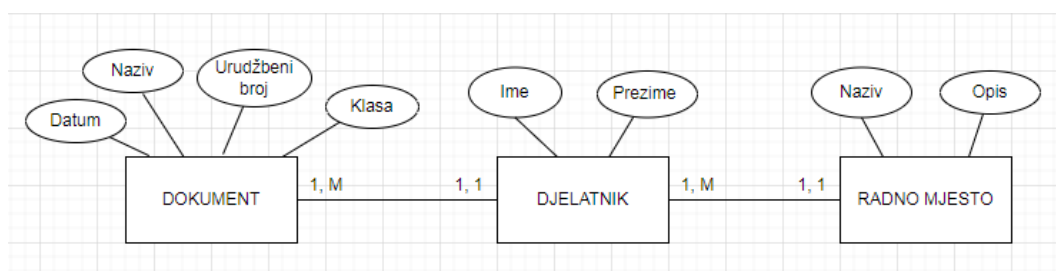 Datum
Naziv
Urudžbeni
broj
Klasa
DOKUMENT
1, M
1, 1
Ime
Prezime
DJELATNIK
1, M
1, 1
Naziv
Opis
RADNO MJESTO